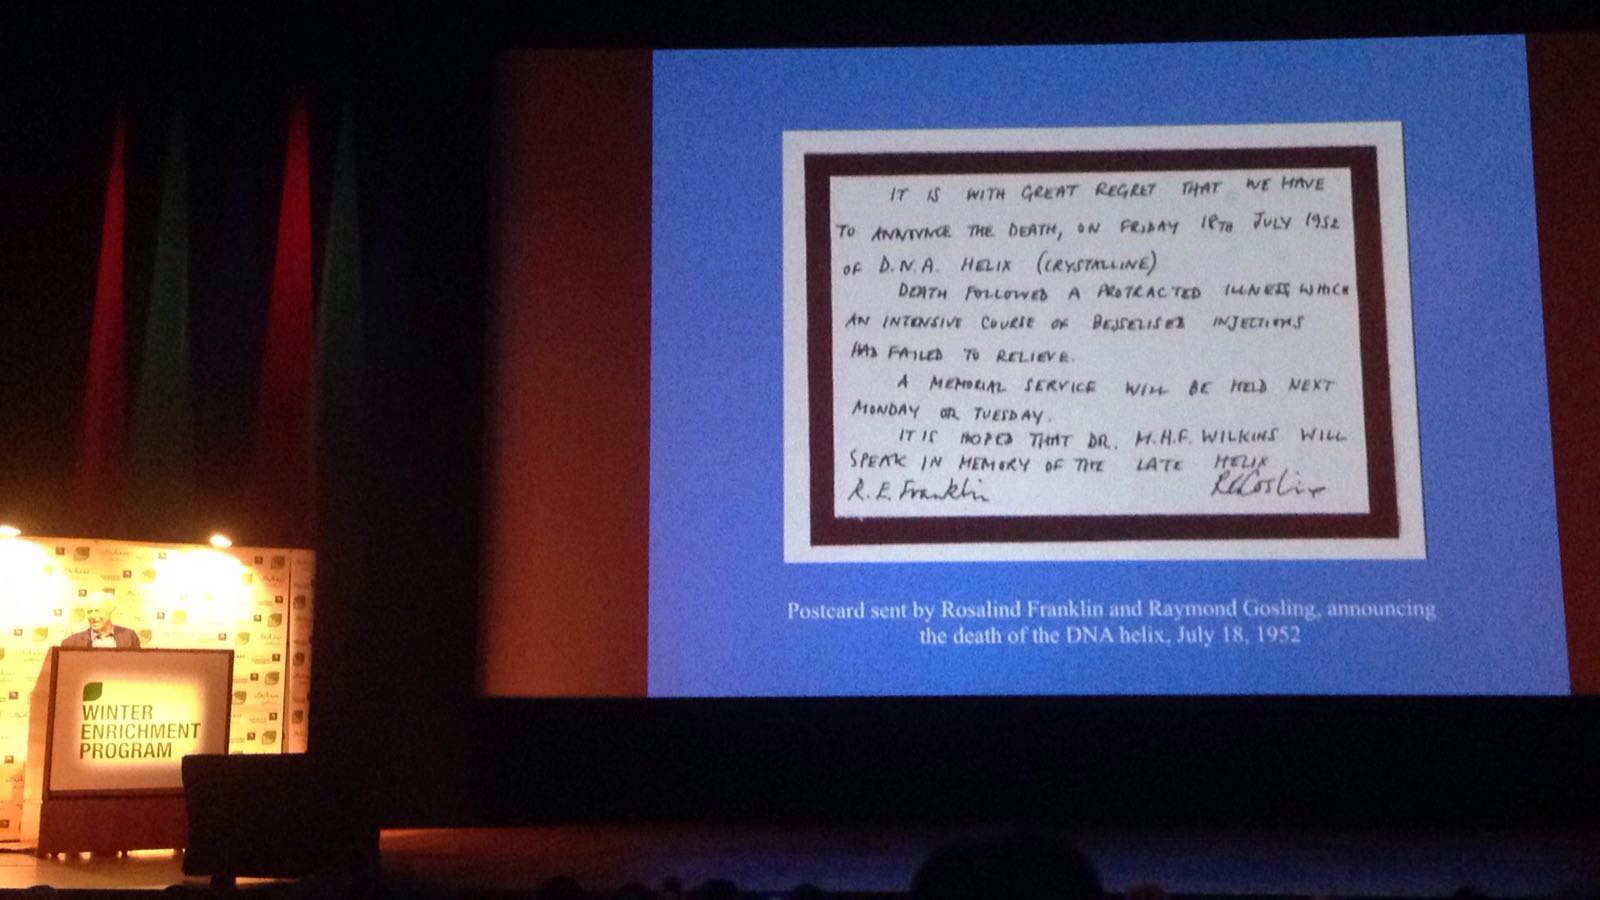 IT IS WITH GREAT REGRET THAT WE HAVE
TO ANNOUNCE THE DEATH, ON FRIDAY 18TH JULY 1952
OF D.N.A. HELIX (CRYSTALLINE)
DEATH FOLLOWED A PROTRACTED ILLNESS WHICH
AN INTENSIVE COURSE OF BESSELISED INJECTIONS
HAD FAILED TO RELIEVE.
A MEMORIAL SERVICE WILL BE HELD NEXT
MONDAY OR TUESDAY.
IT IS HOPED THAT DR. M.H.F. WILKINS WILL
SPEAK IN MEMORY OF THE LATE HELIX
R. E. Franklin
R G Gosling
Postcard sent by Rosalind Franklin and Raymond Gosling, announcing
the death of the DNA helix, July 18, 1952
WINTER
ENRICHMENT
PROGRAM